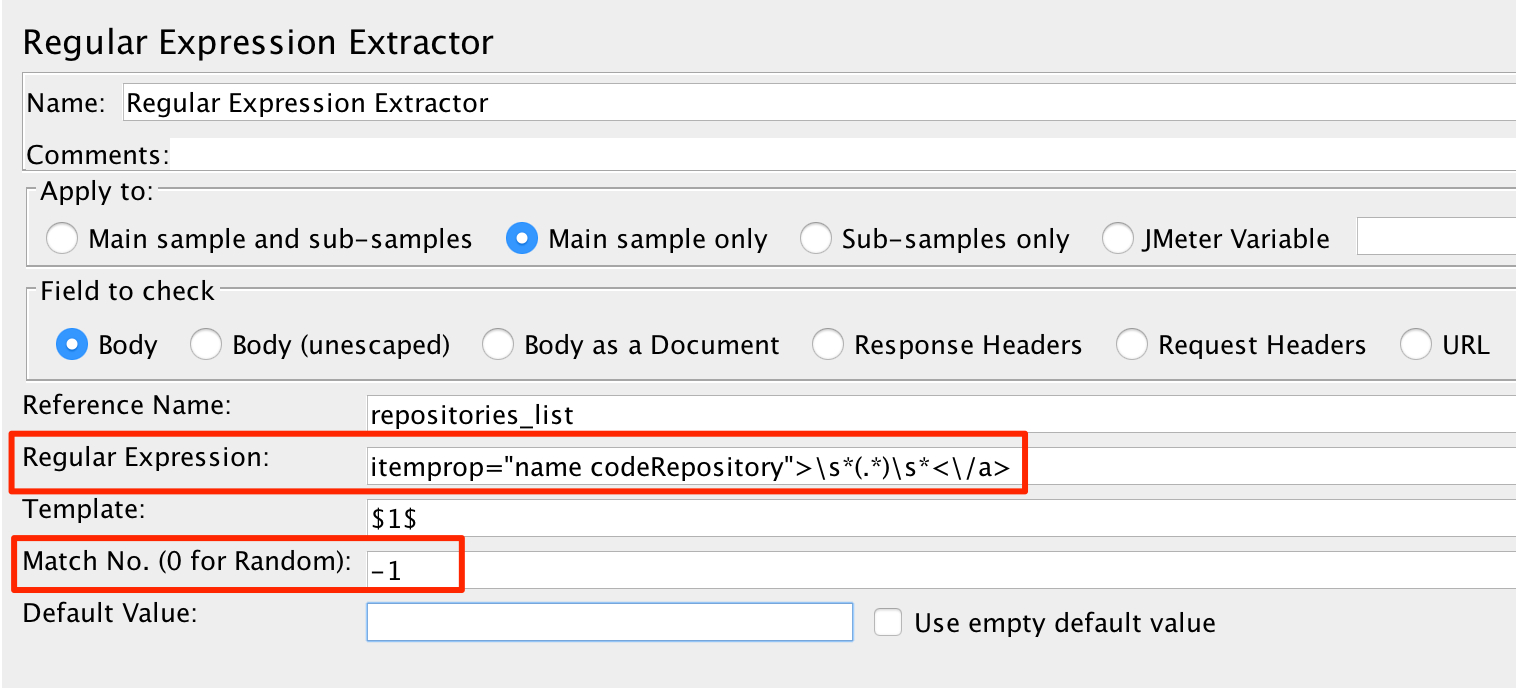 Regular Expression Extractor
Name: Regular Expression Extractor
Comments:
Apply to:
Main sample and sub-samples Main sample only Sub-samples only JMeter Variable
Field to check
Body Body (unescaped) Body as a Document Response Headers Request Headers URL
Reference Name: repositories_list
Regular Expression: itemprop="name codeRepository">\s*(.*)\s*<\/a>
Template: $1$
Match No. (0 for Random): -1
Default Value: Use empty default value